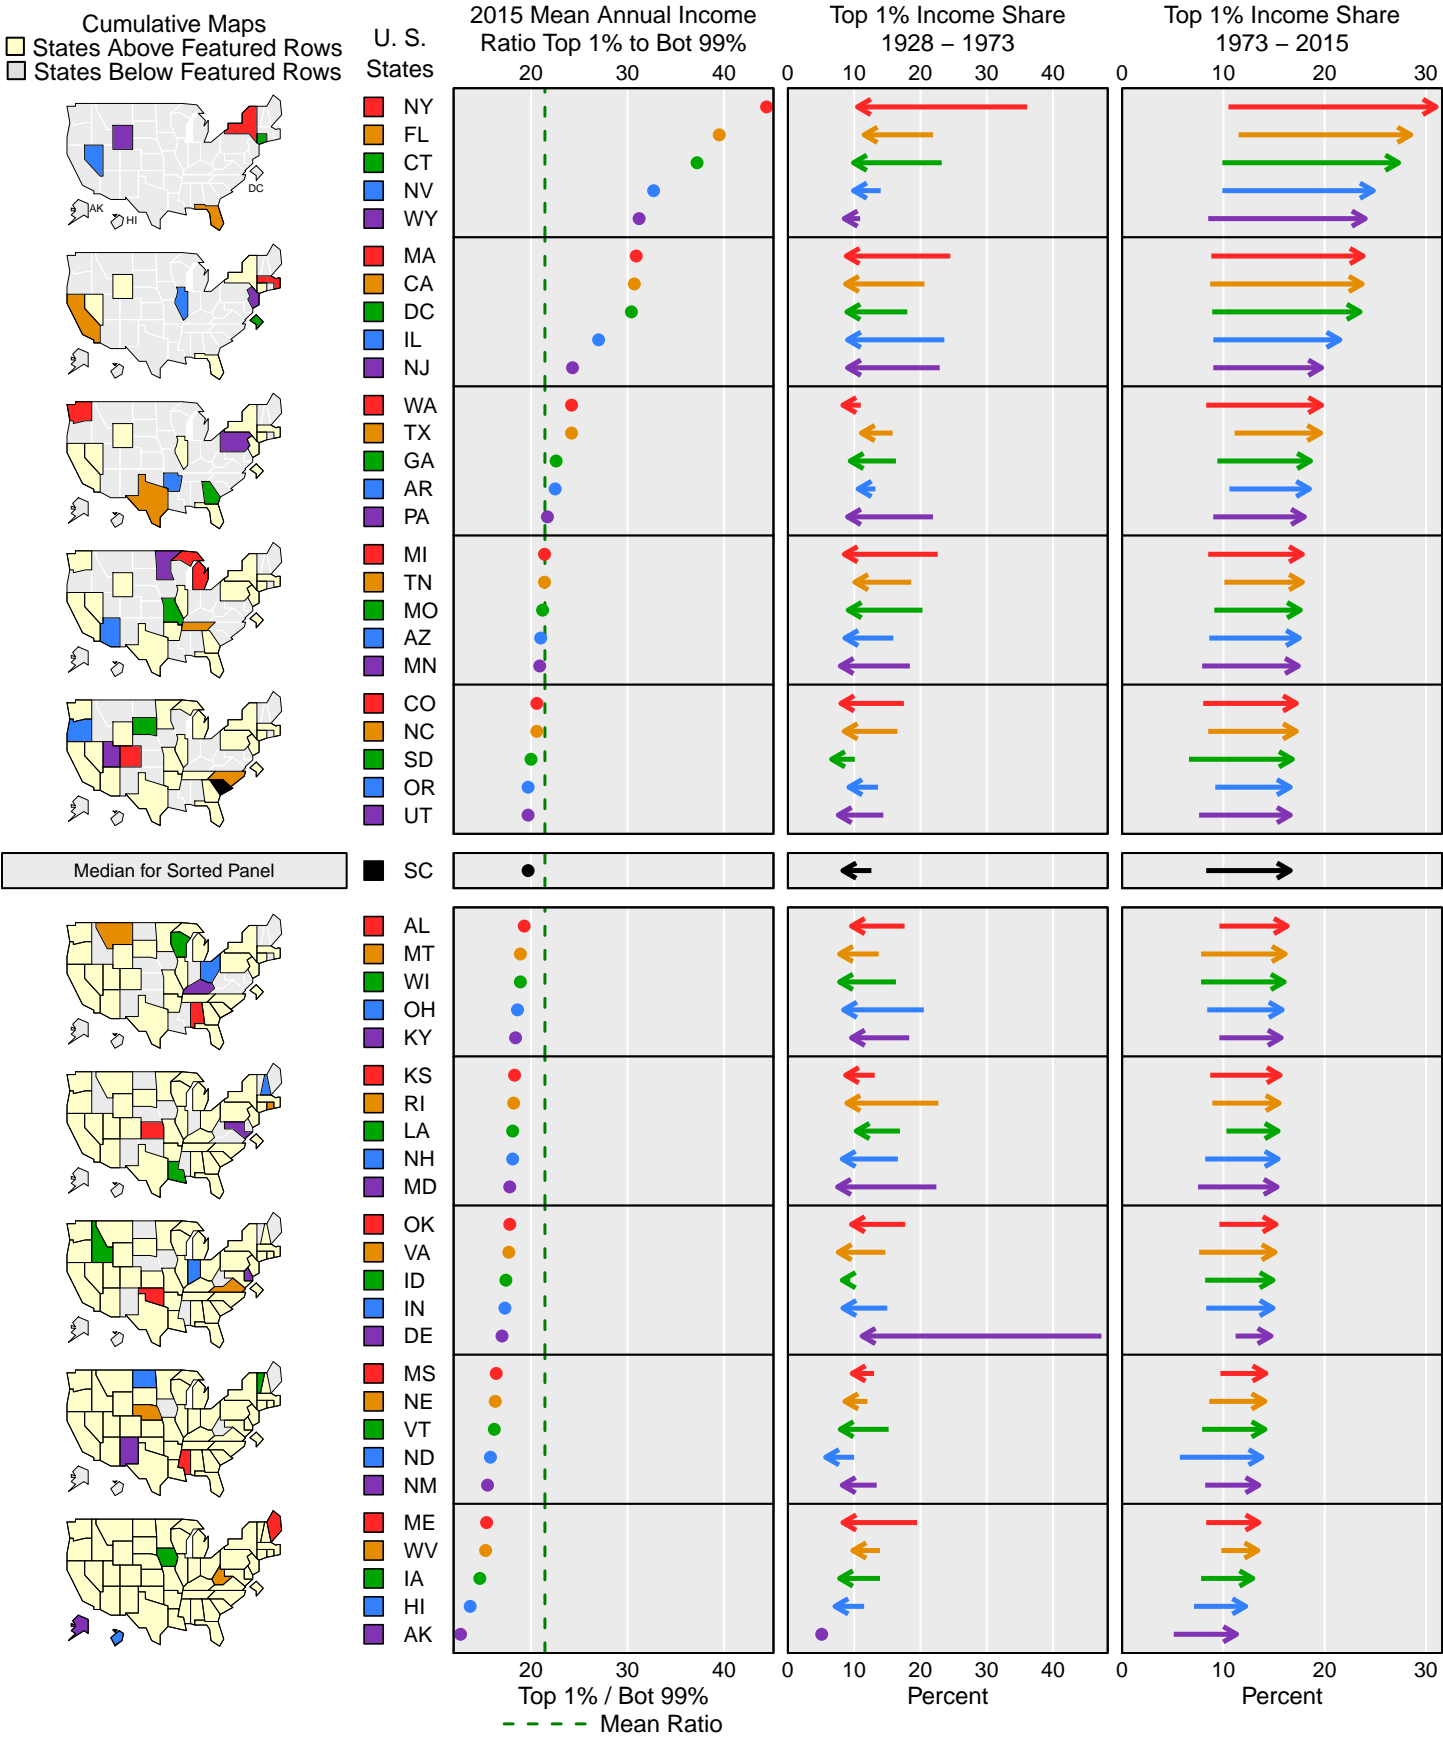 Cumulative Maps
States Above Featured Rows
States Below Featured Rows
U. S.
States
2015 Mean Annual Income
Ratio Top 1% to Bot 99%
20 30 40
Top 1% Income Share
1928 – 1973
0 10 20 30 40
Top 1% Income Share
1973 – 2015
0 10 20 30
DC
AK
HI
NY
FL
CT
NV
WY
MA
CA
DC
IL
NJ
WA
TX
GA
AR
PA
MI
TN
MO
AZ
MN
CO
NC
SD
OR
UT
Median for Sorted Panel
SC
AL
MT
WI
OH
KY
KS
RI
LA
NH
MD
OK
VA
ID
IN
DE
MS
NE
VT
ND
NM
ME
WV
IA
HI
AK
20 30 40
Top 1% / Bot 99%
Mean Ratio
0 10 20 30 40
Percent
0 10 20 30
Percent